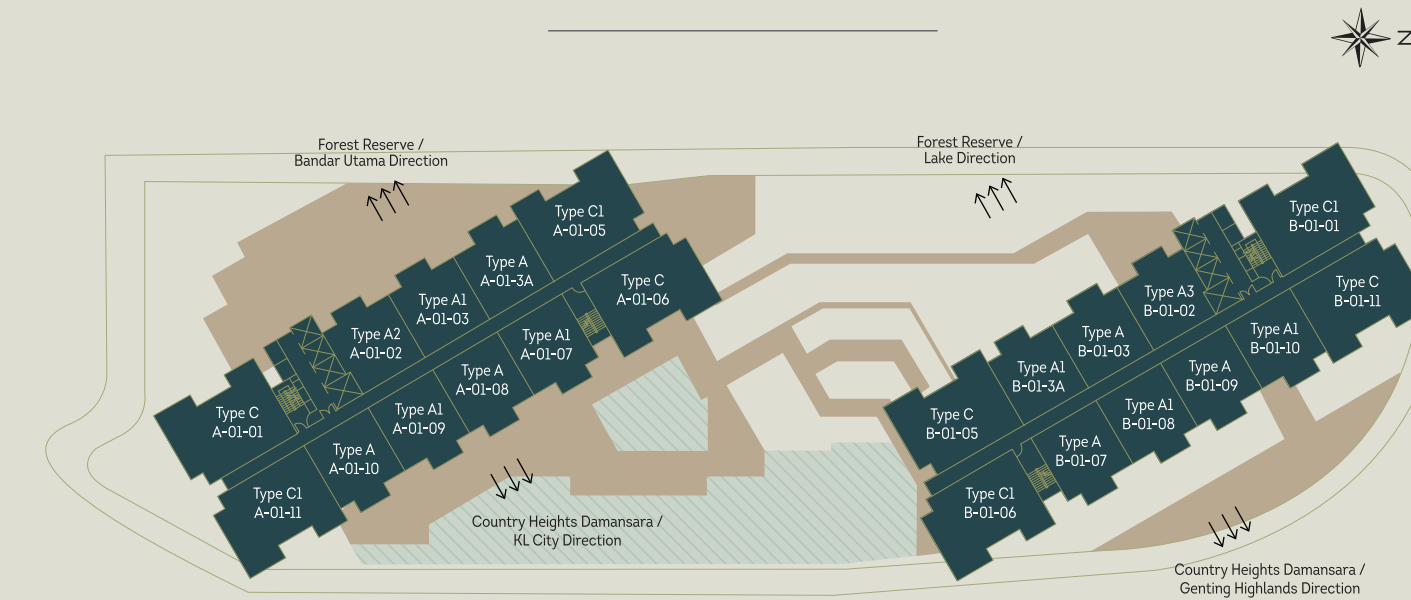 N
Forest Reserve /
Bandar Utama Direction
Forest Reserve /
Lake Direction
Type C1
A-01-05
Type A
A-01-3A
Type A1
A-01-03
Type A2
A-01-02
Type C
A-01-01
Type C
A-01-06
Type A1
A-01-07
Type A
A-01-08
Type A1
A-01-09
Type A
A-01-10
Type C1
A-01-11
Type C1
B-01-01
Type A3
B-01-02
Type A
B-01-03
Type A1
B-01-3A
Type C
B-01-05
Type C
B-01-11
Type A1
B-01-10
Type A
B-01-09
Type A1
B-01-08
Type A
B-01-07
Type C1
B-01-06
Country Heights Damansara /
KL City Direction
Country Heights Damansara /
Genting Highlands Direction